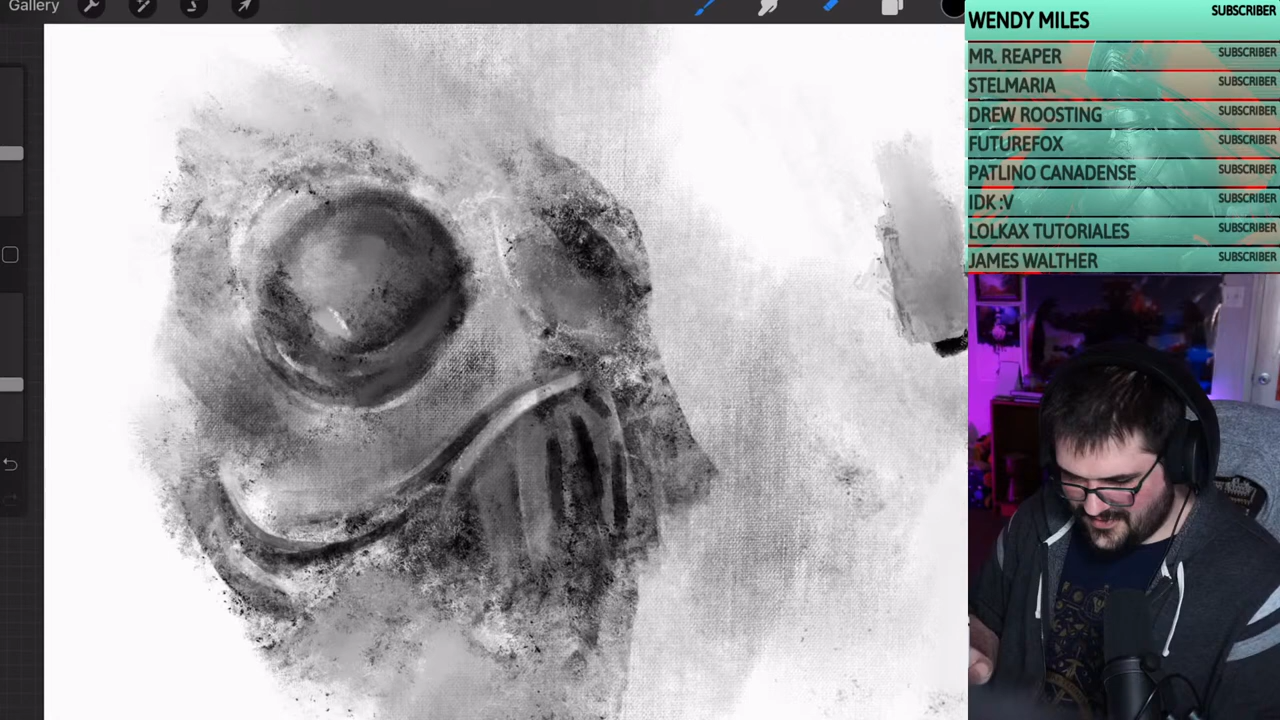 Gallery
WENDY MILES SUBSCRIBER
MR. REAPER SUBSCRIBER
STELMARIA SUBSCRIBER
DREW ROOSTING SUBSCRIBER
FUTUREFOX SUBSCRIBER
PATLINO CANADENSE SUBSCRIBER
IDK :V SUBSCRIBER
LOLKAX TUTORIALES SUBSCRIBER
JAMES WALTHER SUBSCRIBER